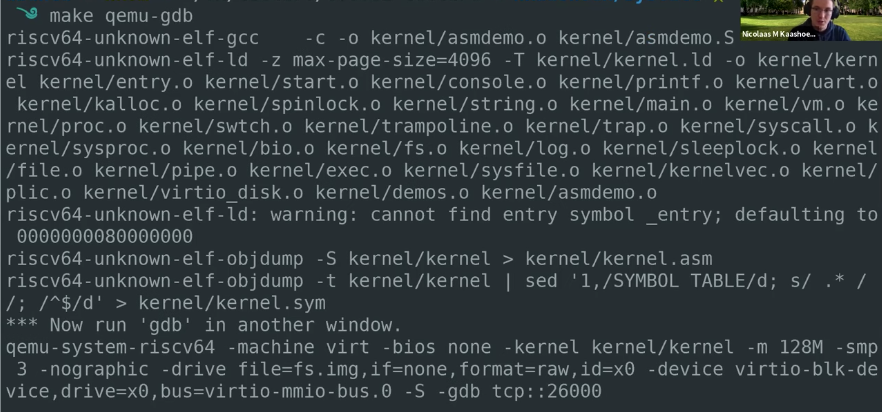 make qemu-gdb
Nicolaas M Kaashoe...
riscv64-unknown-elf-gcc    -c -o kernel/asmdemo.o kernel/asmdemo.S
riscv64-unknown-elf-ld -z max-page-size=4096 -T kernel/kernel.ld -o kernel/kern
el kernel/entry.o kernel/start.o kernel/console.o kernel/printf.o kernel/uart.o
 kernel/kalloc.o kernel/spinlock.o kernel/string.o kernel/main.o kernel/vm.o ke
rnel/proc.o kernel/swtch.o kernel/trampoline.o kernel/trap.o kernel/syscall.o k
ernel/sysproc.o kernel/bio.o kernel/fs.o kernel/log.o kernel/sleeplock.o kernel
/file.o kernel/pipe.o kernel/exec.o kernel/sysfile.o kernel/kernelvec.o kernel/
plic.o kernel/virtio_disk.o kernel/demos.o kernel/asmdemo.o
riscv64-unknown-elf-ld: warning: cannot find entry symbol _entry; defaulting to
 0000000080000000
riscv64-unknown-elf-objdump -S kernel/kernel > kernel/kernel.asm
riscv64-unknown-elf-objdump -t kernel/kernel | sed '1,/SYMBOL TABLE/d; s/ .* /
/; /^$/d' > kernel/kernel.sym
*** Now run 'gdb' in another window.
qemu-system-riscv64 -machine virt -bios none -kernel kernel/kernel -m 128M -smp
 3 -nographic -drive file=fs.img,if=none,format=raw,id=x0 -device virtio-blk-de
vice,drive=x0,bus=virtio-mmio-bus.0 -S -gdb tcp::26000